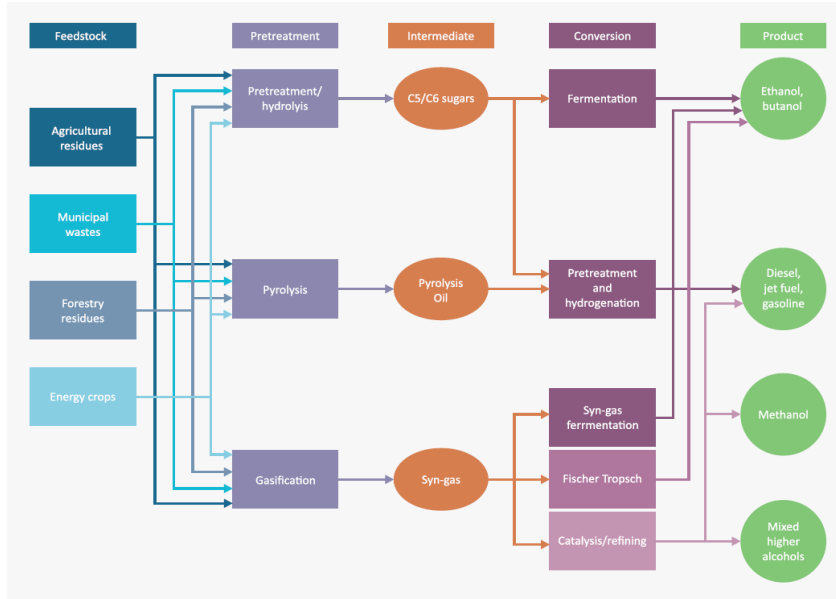 Feedstock
Pretreatment
Intermediate
Conversion
Product
Agricultural
residues
Municipal
wastes
Forestry
residues
Energy crops
Pretreatment/
hydrolyis
Pyrolysis
Gasification
C5/C6 sugars
Pyrolysis
Oil
Syn-gas
Fermentation
Pretreatment
and
hydrogenation
Syn-gas
ferrmentation
Fischer Tropsch
Catalysis/refining
Ethanol,
butanol
Diesel,
jet fuel,
gasoline
Methanol
Mixed
higher
alcohols